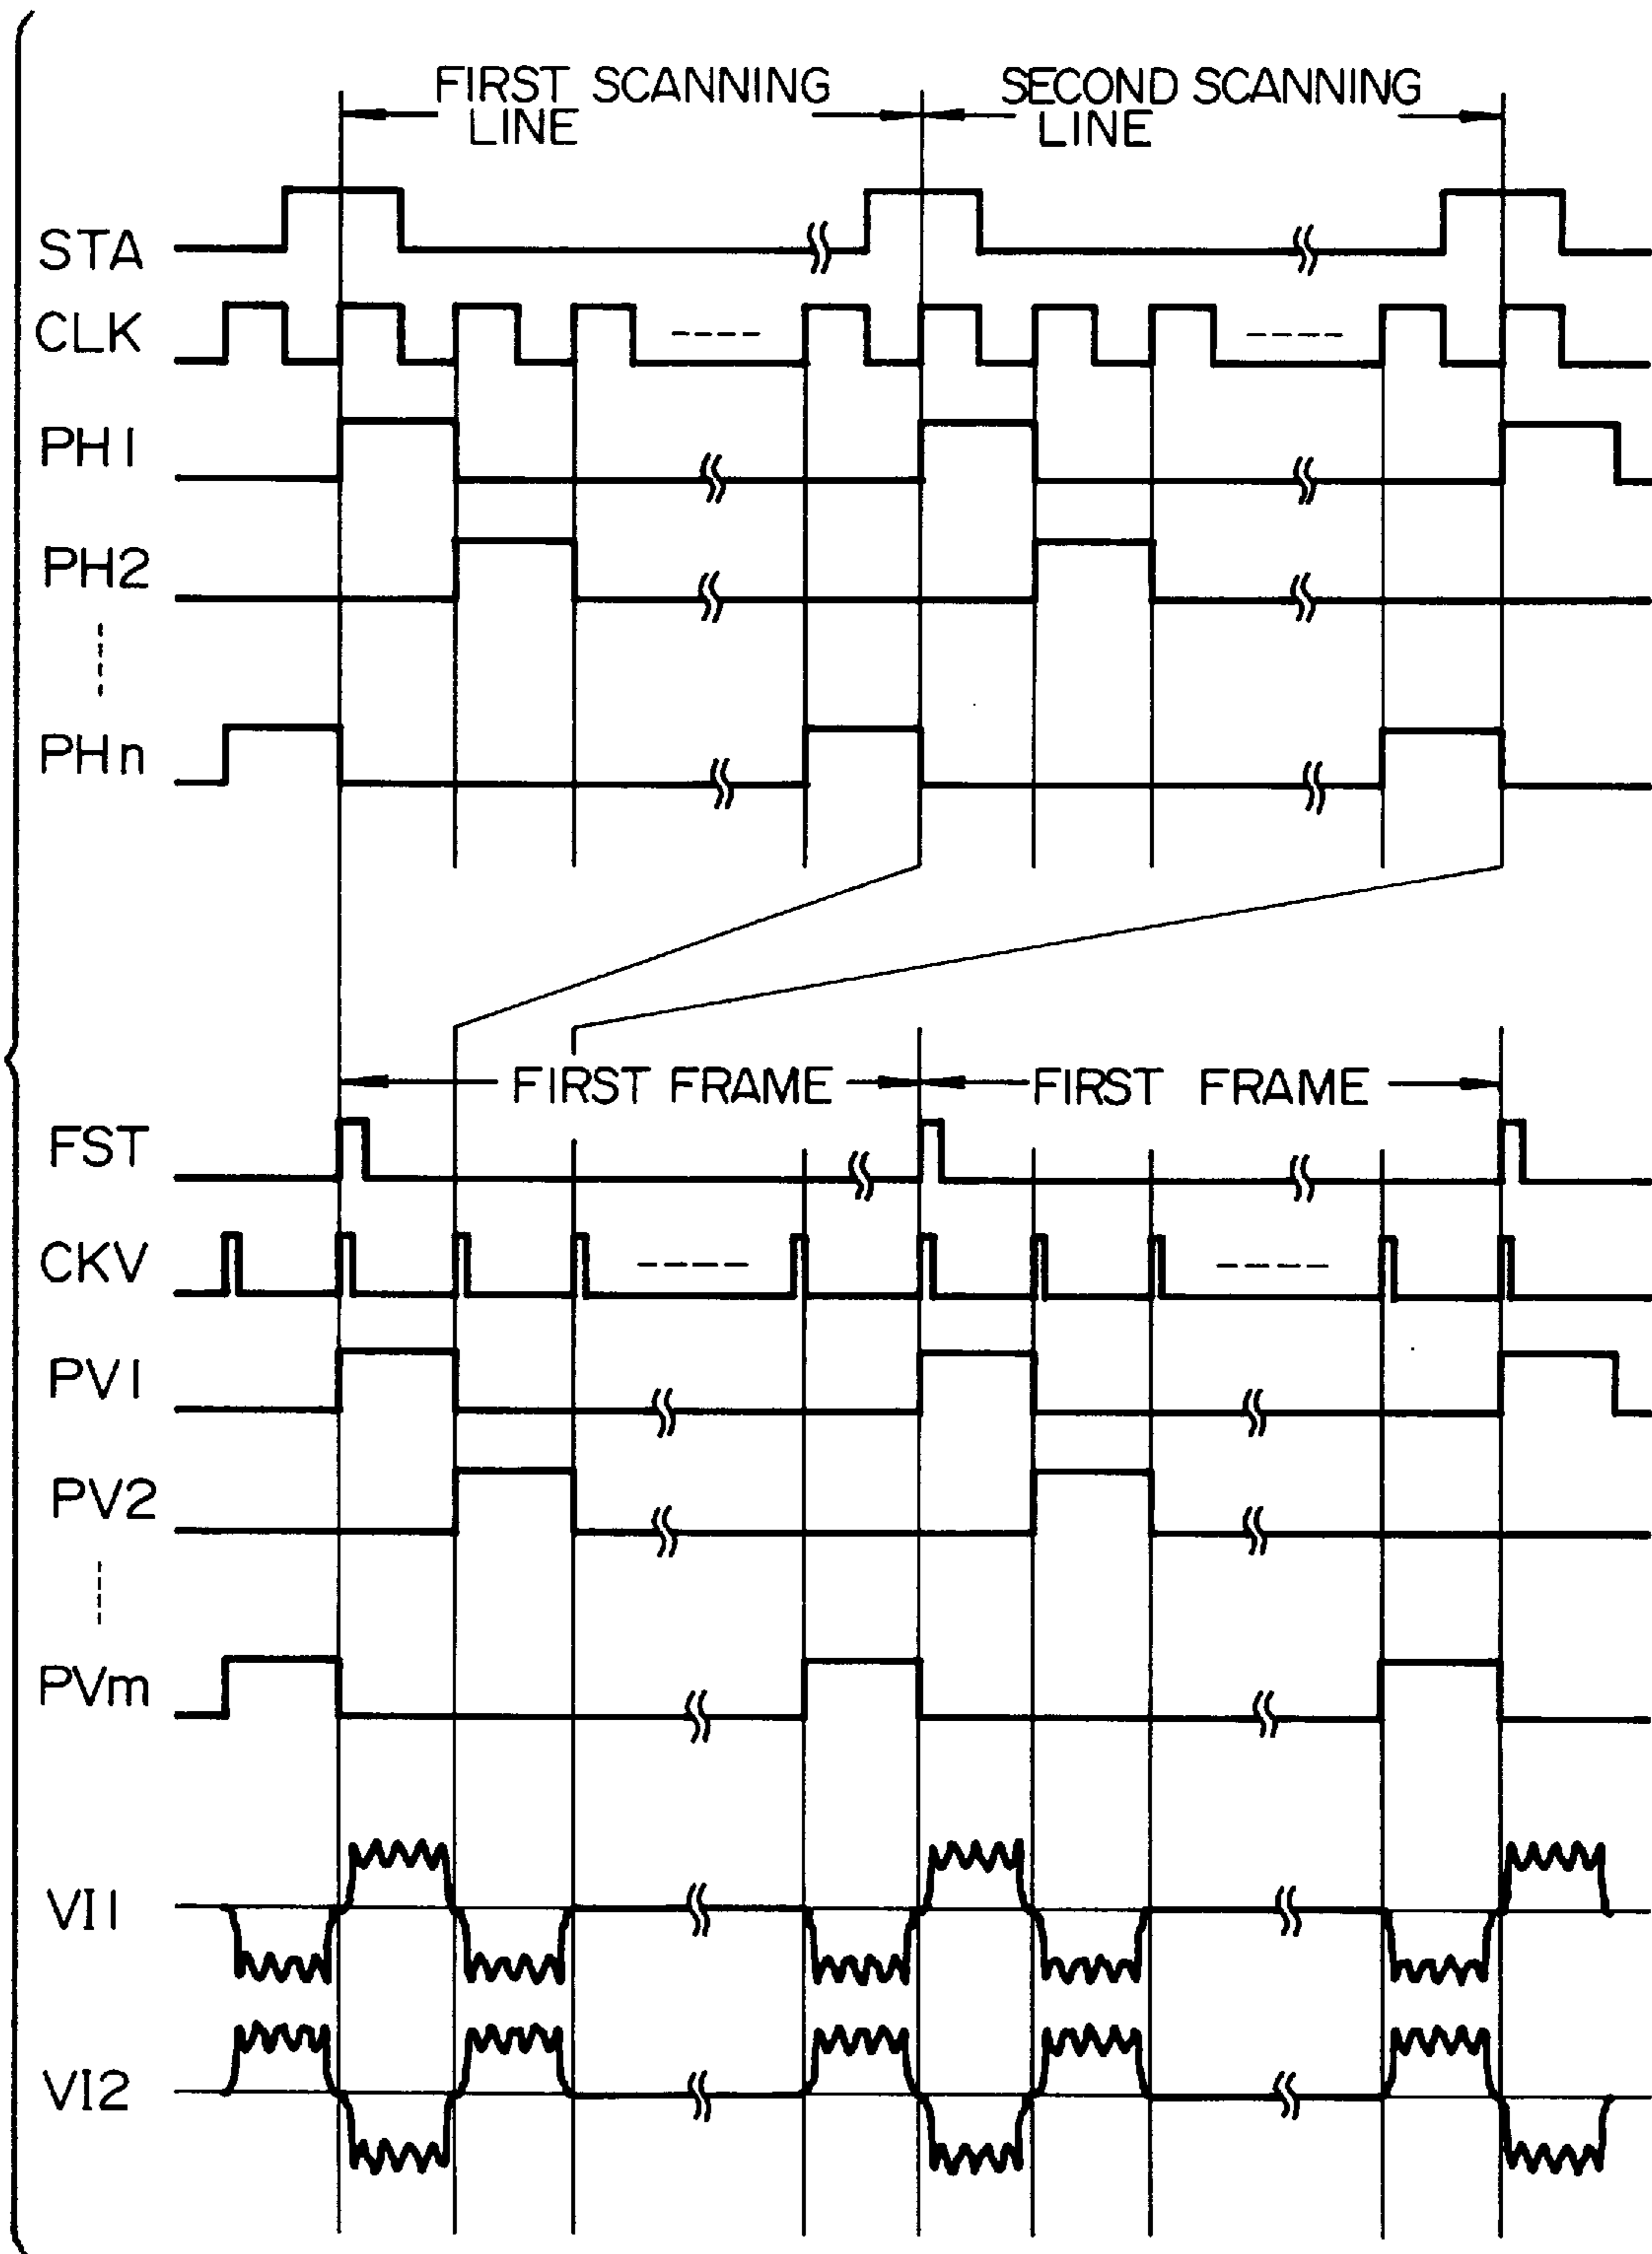 FIRST SCANNING LINE
SECOND SCANNING LINE
STA
CLK
PH1
PH2
PHn
FIRST FRAME
FIRST FRAME
FST
CKV
PV1
PV2
PVm
VI1
VI2